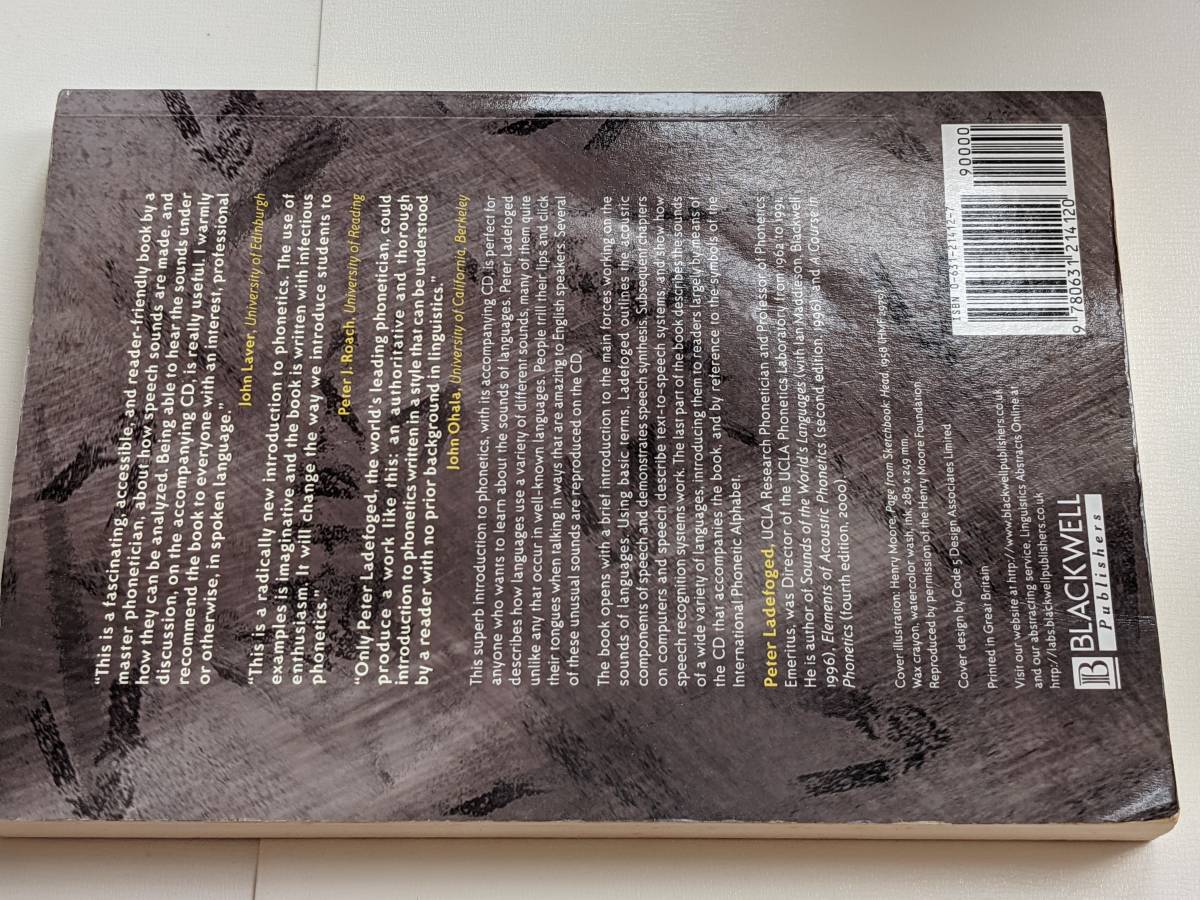 "This is a fascinating, accessible, and reader-friendly book by a
master phonetician, about how speech sounds are made, and
how they can be analyzed. Being able to hear the sounds under
discussion, on the accompanying CD, is really useful. I warmly
recommend the book to everyone with an interest, professional
or otherwise, in spoken language."
John Laver, University of Edinburgh
"This is a radically new introduction to phonetics. The use of
examples is imaginative and the book is written with infectious
enthusiasm. It will change the way we introduce students to
phonetics."
Peter J. Roach, University of Reading
"Only Peter Ladefoged, the world's leading phonetician, could
produce a work like this: an authoritative and thorough
introduction to phonetics written in a style that can be understood
by a reader with no prior background in linguistics."
John Ohala, University of California, Berkeley
This superb introduction to phonetics, with its accompanying CD, is perfect for
anyone who wants to learn about the sounds of languages. Peter Ladefoged
describes how languages use a variety of different sounds, many of them quite
unlike any that occur in well-known languages. People trill their lips and click
their tongues when talking in ways that are amazing to English speakers. Several
of these unusual sounds are reproduced on the CD.
The book opens with a brief introduction to the main forces working on the
sounds of languages. Using basic terms, Ladefoged outlines the acoustic
components of speech and demonstrates speech synthesis. Subsequent chapters
on computers and speech describe text-to-speech systems, and show how
speech recognition systems work. The last part of the book describes the sounds
of a wide variety of languages, introducing them to readers largely by means of
the CD that accompanies the book, and by reference to the symbols of the
International Phonetic Alphabet.
Peter Ladefoged, UCLA Research Phonetician and Professor of Phonetics
Emeritus, was Director of the UCLA Phonetics Laboratory from 1962 to 1991.
He is author of Sounds of the World's Languages (with Ian Maddieson, Blackwell
1996), Elements of Acoustic Phonetics (second edition, 1996) and A Course in
Phonetics (fourth edition, 2000)
Cover illustration: Henry Moore, Page from Sketchbook: Head, 1958 (HMF 2970)
Wax crayon, watercolor wash ink 289 x 249 mm
Reproduced by permission of the Henry Moore Foundation
Cover design by Code 5 Design Associates Limited
Printed in Great Britain
Visit our website at http://www.blackwellpublishers.co.uk
and our abstracting service, Linguistics Abstracts Online at
http://labs.blackwellpublishers.co.uk
B BLACKWELL
Publishers
ISBN 0-631-21412-7
90000
9 780631 214120